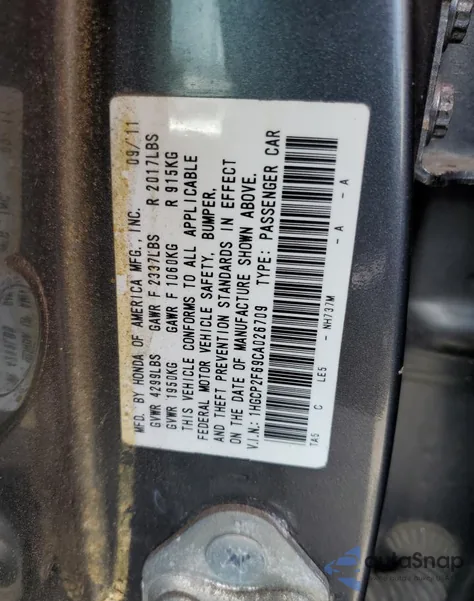 MFD. BY HONDA OF AMERICA MFG., INC. 09/11
GVWR 4299LBS GAWR F 2337LBS R 2017LBS
GVWR 1950KG GAWR F 1060KG R 915KG
THIS VEHICLE CONFORMS TO ALL APPLICABLE
FEDERAL MOTOR VEHICLE SAFETY, BUMPER,
AND THEFT PREVENTION STANDARDS IN EFFECT
ON THE DATE OF MANUFACTURE SHOWN ABOVE.
V.I.N.: 1HGCP2F69CA026709 TYPE: PASSENGER CAR
TA5 C LE5 - NH737M - A - A
autoSnap